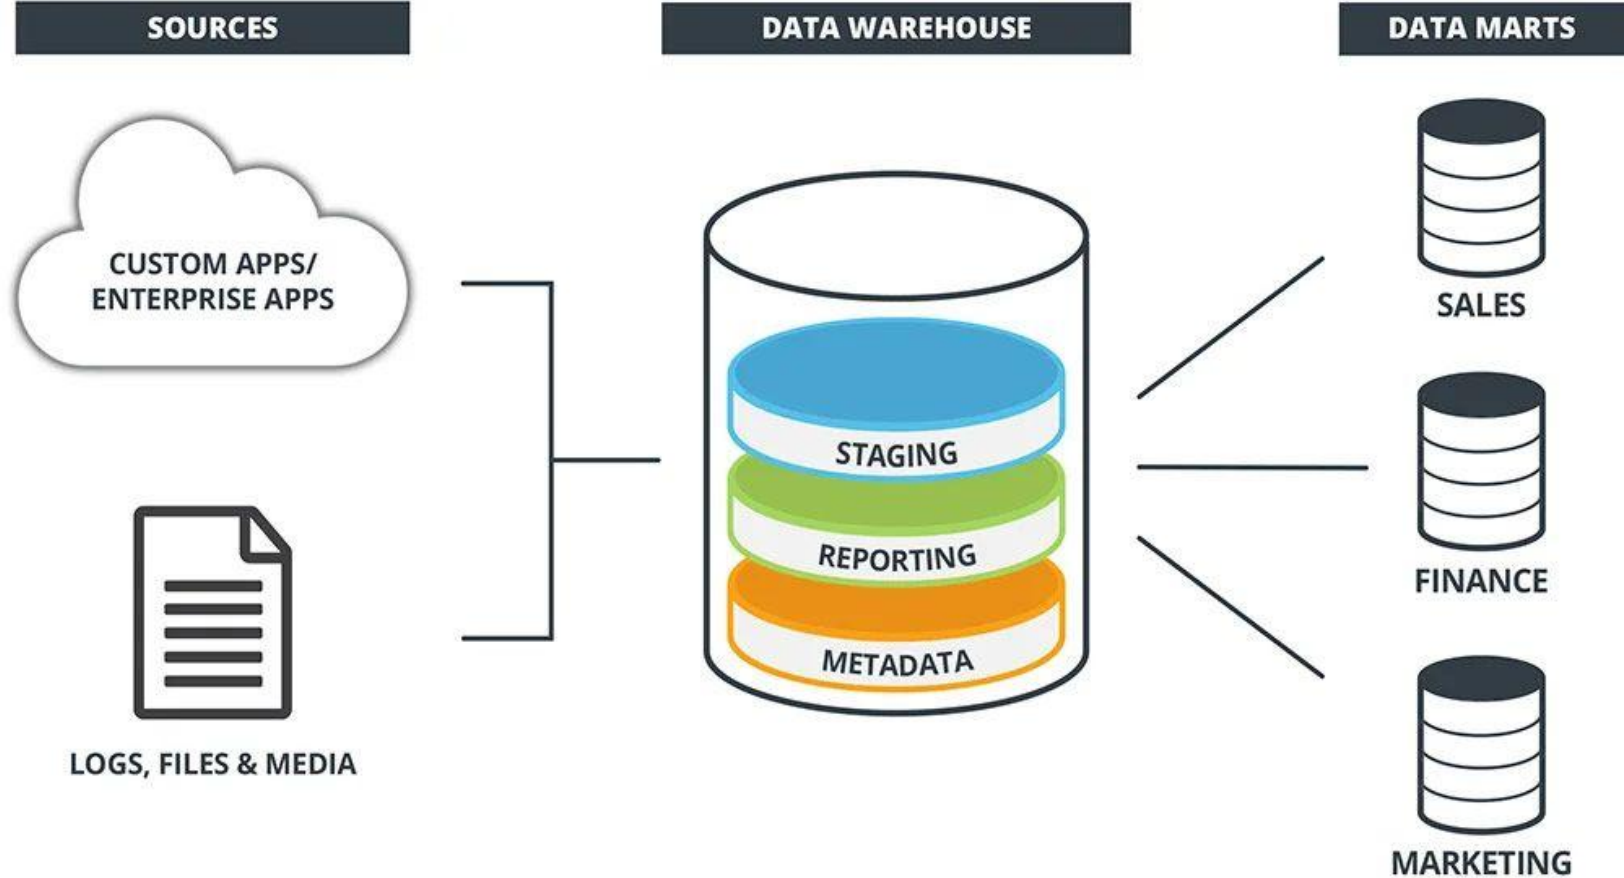 SOURCES
DATA WAREHOUSE
DATA MARTS
CUSTOM APPS/
ENTERPRISE APPS
LOGS, FILES & MEDIA
STAGING
REPORTING
METADATA
SALES
FINANCE
MARKETING